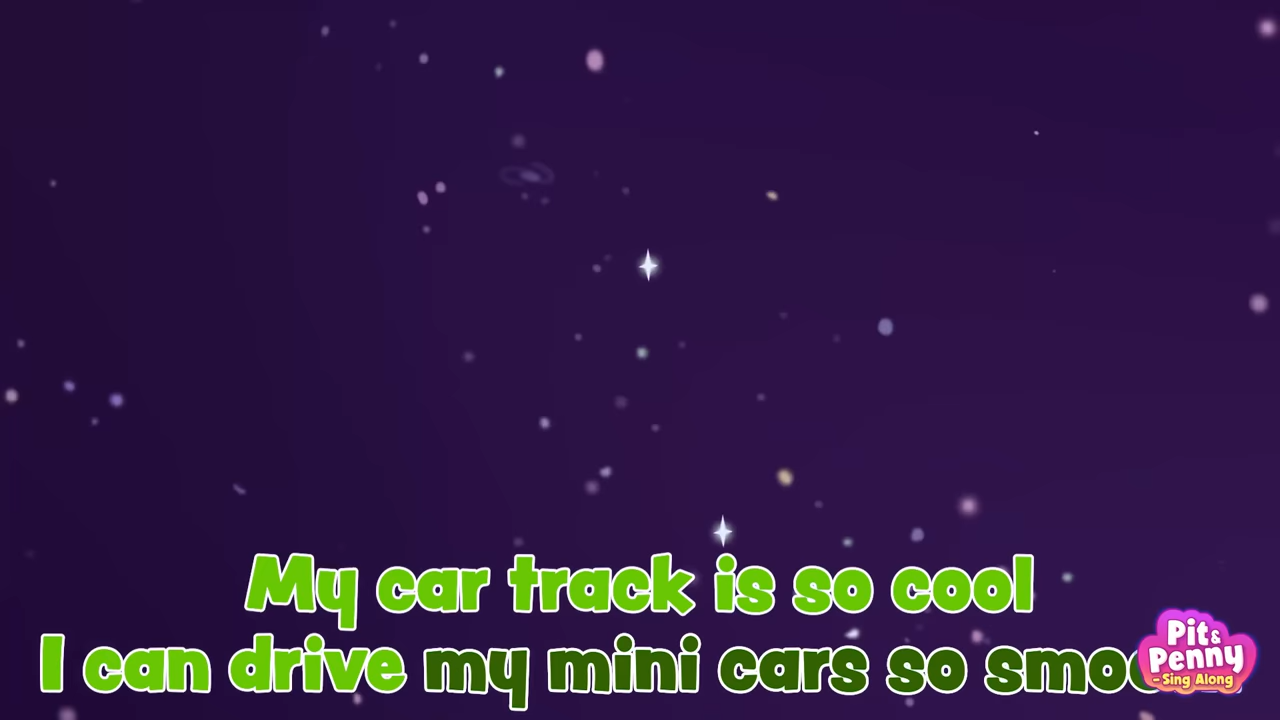 My car track is so cool
I can drive my mini cars so
Pit &
Penny
- Sing Along